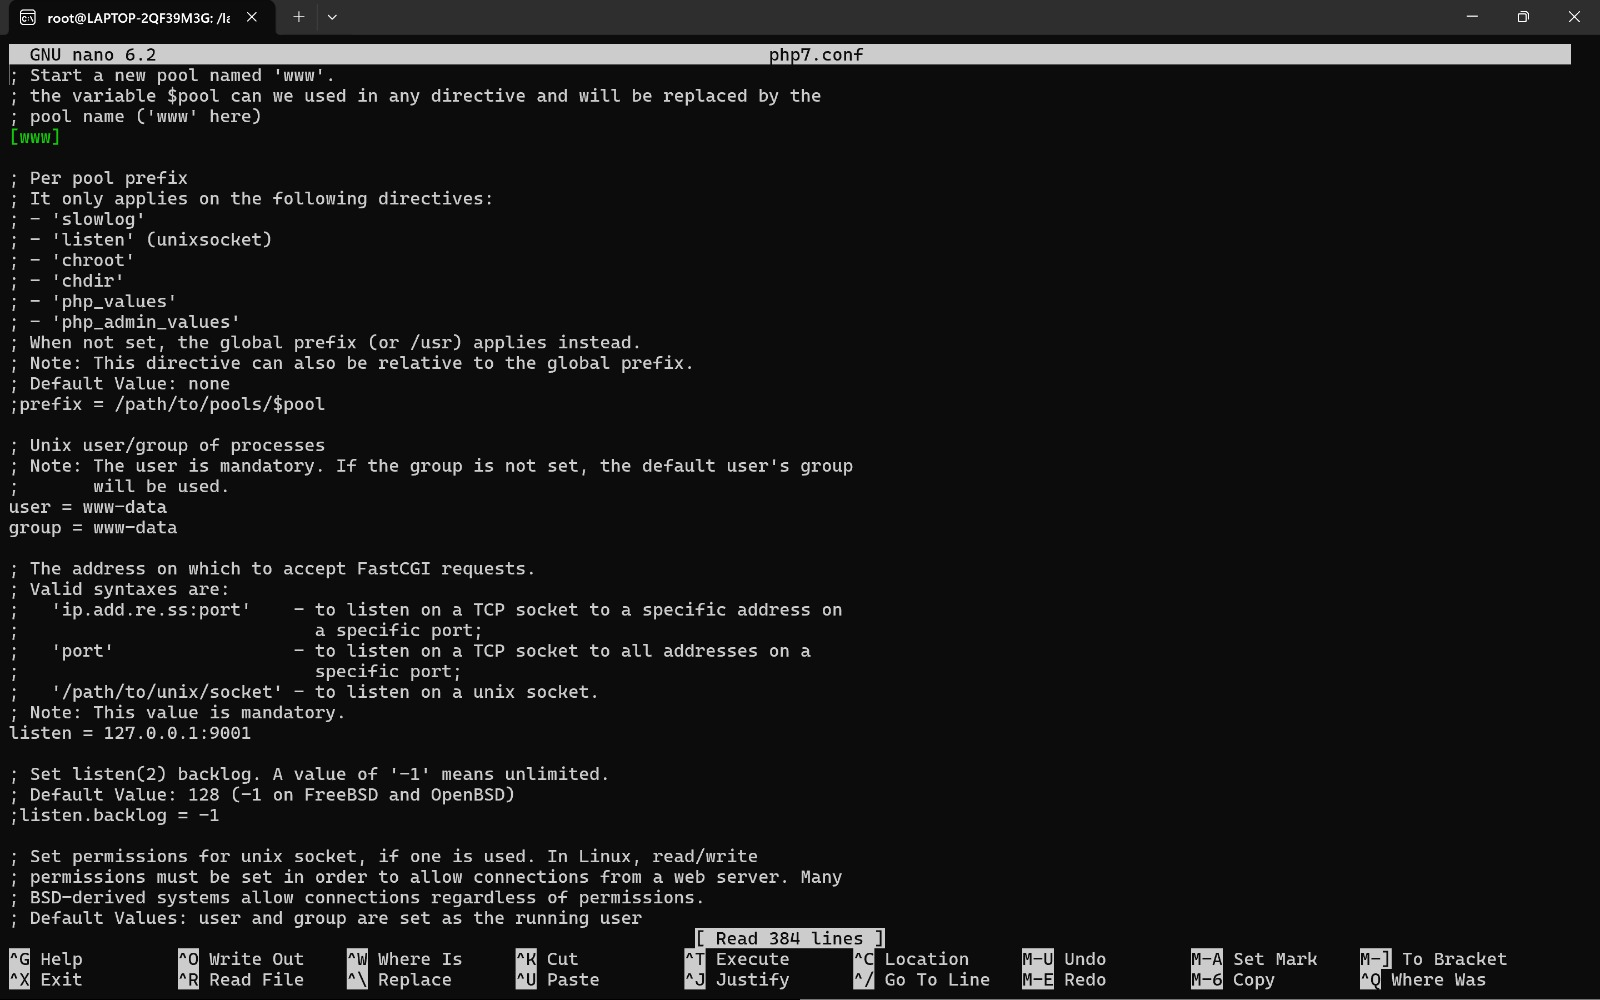 root@LAPTOP-2QF39M3G: /la
GNU nano 6.2 php7.conf
; Start a new pool named 'www'.
; the variable $pool can we used in any directive and will be replaced by the
; pool name ('www' here)
[www]
; Per pool prefix
; It only applies on the following directives:
; - 'slowlog'
; - 'listen' (unixsocket)
; - 'chroot'
; - 'chdir'
; - 'php_values'
; - 'php_admin_values'
; When not set, the global prefix (or /usr) applies instead.
; Note: This directive can also be relative to the global prefix.
; Default Value: none
;prefix = /path/to/pools/$pool
; Unix user/group of processes
; Note: The user is mandatory. If the group is not set, the default user's group
;       will be used.
user = www-data
group = www-data
; The address on which to accept FastCGI requests.
; Valid syntaxes are:
;   'ip.add.re.ss:port'    - to listen on a TCP socket to a specific address on
;                            a specific port;
;   'port'                 - to listen on a TCP socket to all addresses on a
;                            specific port;
;   '/path/to/unix/socket' - to listen on a unix socket.
; Note: This value is mandatory.
listen = 127.0.0.1:9001
; Set listen(2) backlog. A value of '-1' means unlimited.
; Default Value: 128 (-1 on FreeBSD and OpenBSD)
;listen.backlog = -1
; Set permissions for unix socket, if one is used. In Linux, read/write
; permissions must be set in order to allow connections from a web server. Many
; BSD-derived systems allow connections regardless of permissions.
; Default Values: user and group are set as the running user
[ Read 384 lines ]
^G Help ^O Write Out ^W Where Is ^K Cut ^T Execute ^C Location M-U Undo M-A Set Mark M-] To Bracket
^X Exit ^R Read File ^\ Replace ^U Paste ^J Justify ^/ Go To Line M-E Redo M-6 Copy ^Q Where Was